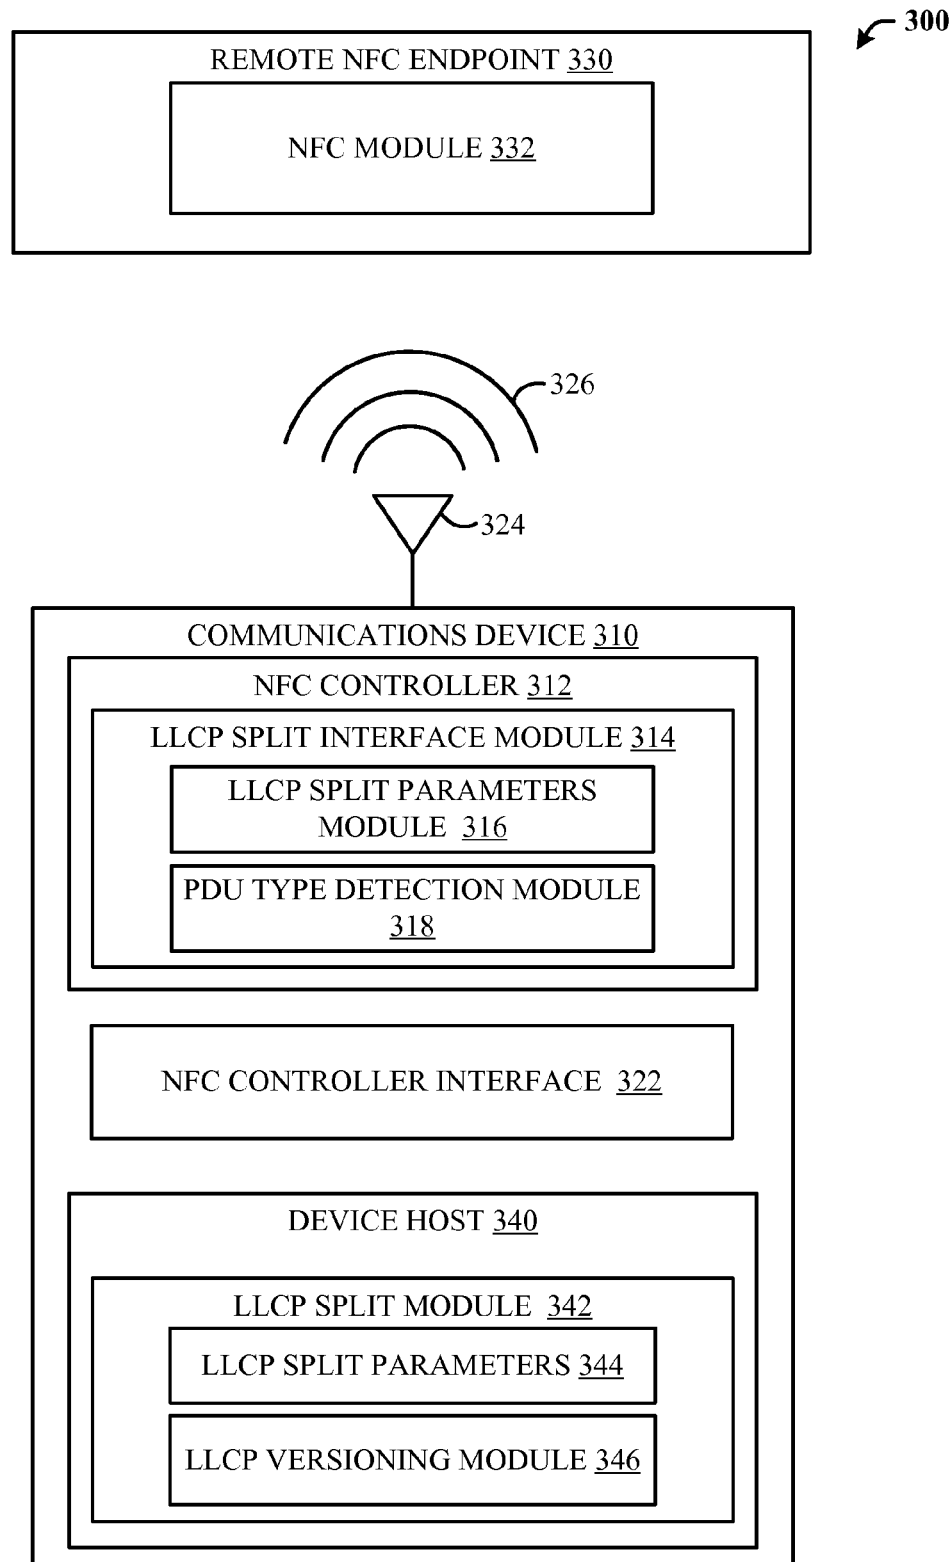 300
REMOTE NFC ENDPOINT 330
NFC MODULE 332
326
324
COMMUNICATIONS DEVICE 310
NFC CONTROLLER 312
LLCP SPLIT INTERFACE MODULE 314
LLCP SPLIT PARAMETERS
MODULE 316
PDU TYPE DETECTION MODULE
318
NFC CONTROLLER INTERFACE 322
DEVICE HOST 340
LLCP SPLIT MODULE 342
LLCP SPLIT PARAMETERS 344
LLCP VERSIONING MODULE 346